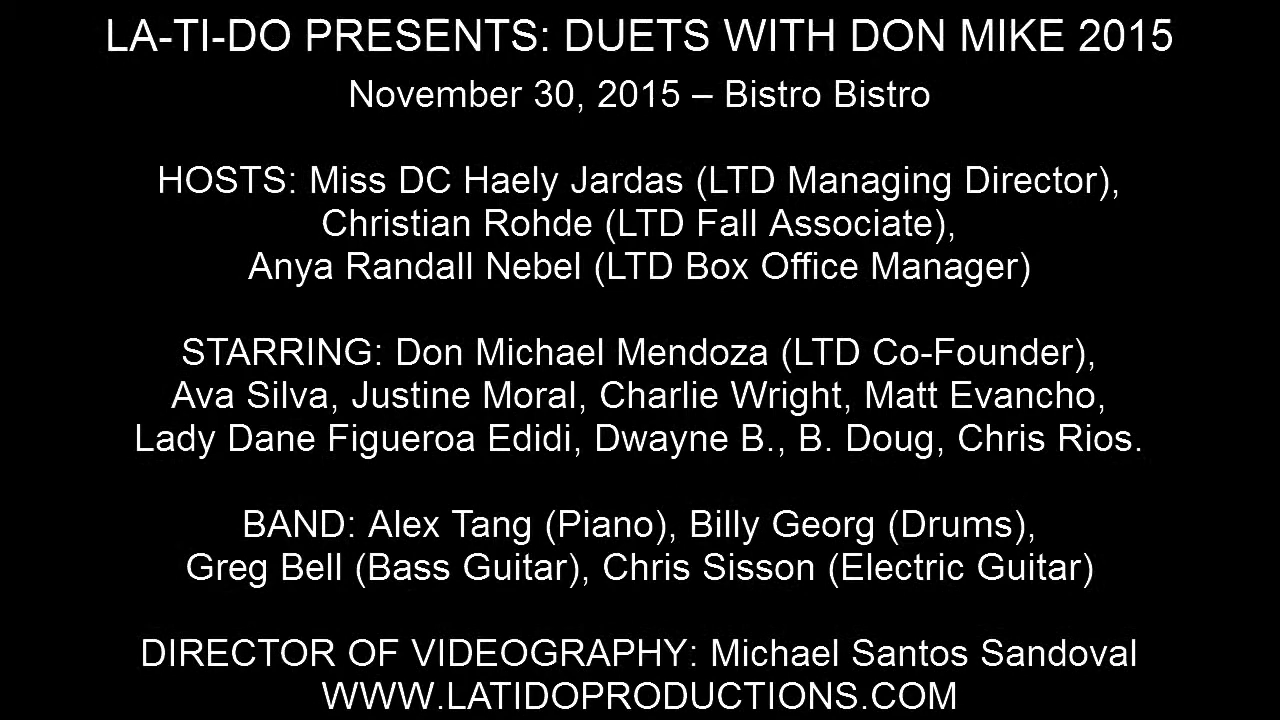 LA-TI-DO PRESENTS: DUETS WITH DON MIKE 2015
November 30, 2015 – Bistro Bistro
HOSTS: Miss DC Haely Jardas (LTD Managing Director),
Christian Rohde (LTD Fall Associate),
Anya Randall Nebel (LTD Box Office Manager)
STARRING: Don Michael Mendoza (LTD Co-Founder),
Ava Silva, Justine Moral, Charlie Wright, Matt Evancho,
Lady Dane Figueroa Edidi, Dwayne B., B. Doug, Chris Rios.
BAND: Alex Tang (Piano), Billy Georg (Drums),
Greg Bell (Bass Guitar), Chris Sisson (Electric Guitar)
DIRECTOR OF VIDEOGRAPHY: Michael Santos Sandoval
WWW.LATIDOPRODUCTIONS.COM